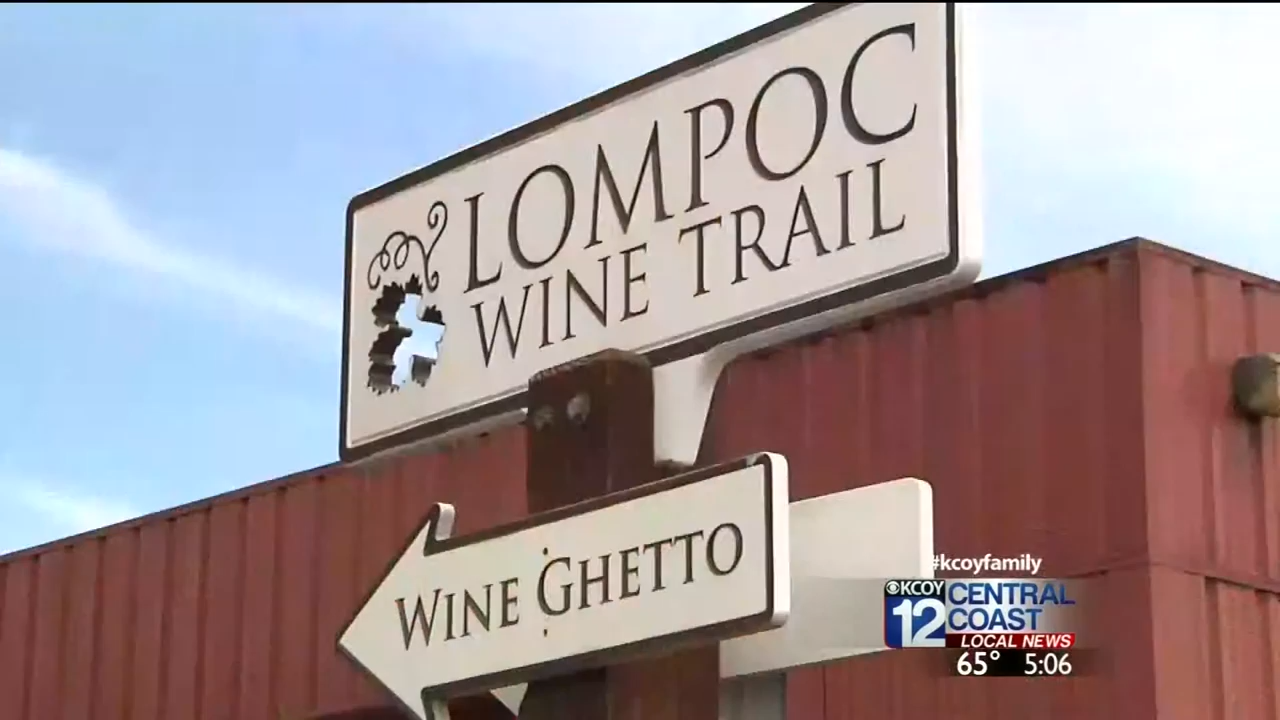 LOMPOC
WINE TRAIL
WINE GHETTO
#kcoyfamily
KCOY
12
CENTRAL
COAST
LOCAL NEWS
65° 5:06